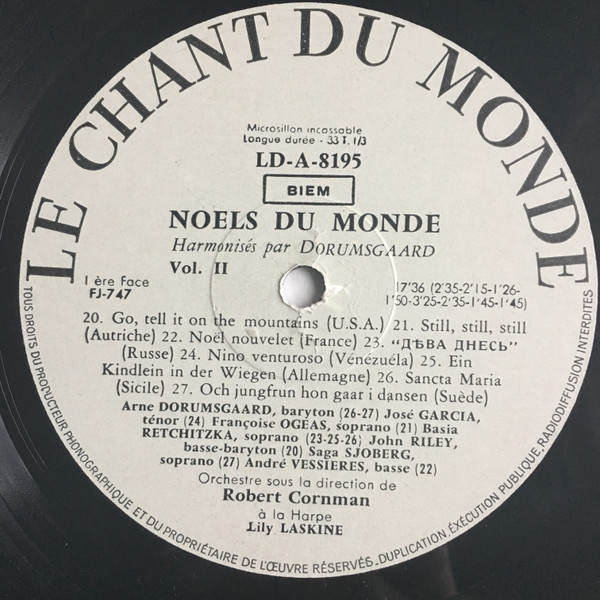 LE CHANT DU MONDE
Microsillon incassable
Longue durée - 33 T. 1/3
LD-A-8195
BIEM
NOELS DU MONDE
Harmonisés par DORUMSGAARD
Vol. II
1 ère Face
FJ-747
17'36 (2'35-2'15-1'26-
1'50-3'25-2'35-1'45-1'45)
20. Go, tell it on the mountains (U.S.A.) 21. Still, still, still
(Autriche) 22. Noël nouvelet (France) 23. “ДѢВА ДНЕСЬ”
(Russe) 24. Nino venturoso (Vénézuéla) 25. Ein
Kindlein in der Wiegen (Allemagne) 26. Sancta Maria
(Sicile) 27. Och jungfrun hon gaar i dansen (Suède)
Arne DORUMSGAARD, baryton (26-27) José GARCIA,
ténor (24) Françoise OGEAS, soprano (21) Basia
RETCHITZKA, soprano (23-25-26) John RILEY,
basse-baryton (20) Saga SJOBERG,
soprano (27) André VESSIERES, basse (22)
Orchestre sous la direction de
Robert Cornman
à la Harpe
Lily LASKINE
TOUS DROITS DU PRODUCTEUR PHONOGRAPHIQUE ET DU PROPRIÉTAIRE DE L'ŒUVRE RÉSERVÉS. DUPLICATION, EXÉCUTION PUBLIQUE, RADIODIFFUSION INTERDITES